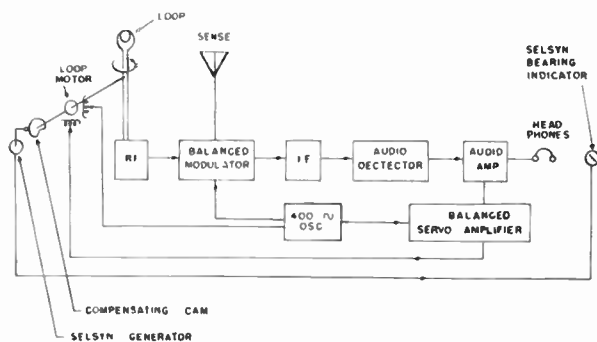 LOOP
SENSE
SELSYN
BEARING
INDICATOR
LOOP
MOTOR
HEAD
PHONES
RF
BALANCED
MODULATOR
I F
AUDIO
DECTECTOR
AUDIO
AMP
400 ~
OSC
BALANCED
SERVO AMPLIFIER
COMPENSATING CAM
SELSYN GENERATOR